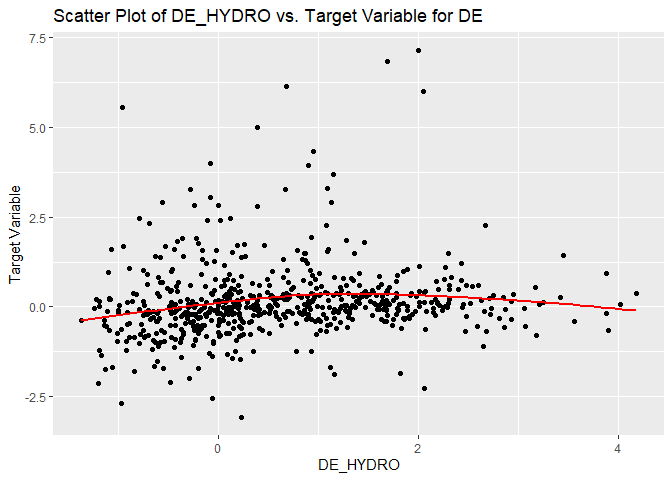 Scatter Plot of DE_HYDRO vs. Target Variable for DE
7.5
5.0
2.5
0.0
-2.5
Target Variable
0
2
4
DE_HYDRO